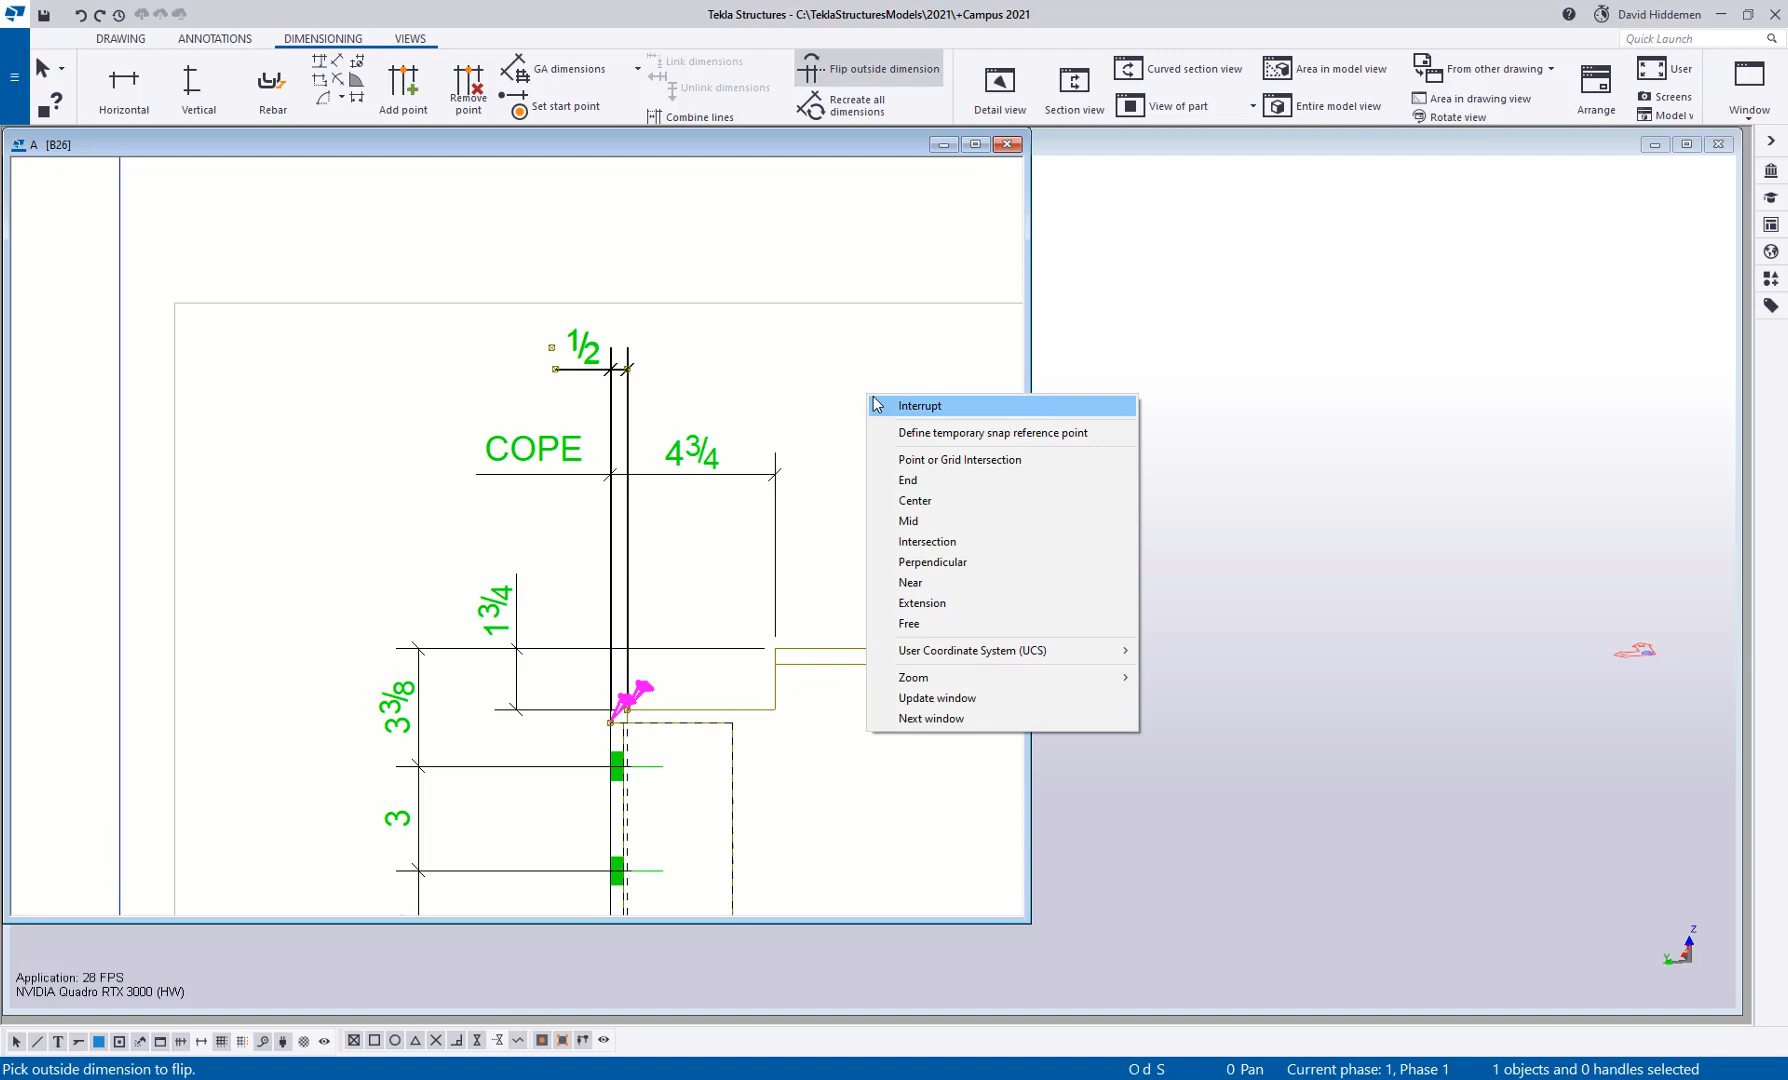 Tekla Structures - C:\TeklaStructuresModels\2021\+Campus 2021
David Hiddemen
DRAWING
ANNOTATIONS
DIMENSIONING
VIEWS
Quick Launch
Horizontal
Vertical
Rebar
Add point
Remove
point
GA dimensions
Set start point
Link dimensions
Unlink dimensions
Combine lines
Flip outside dimension
Recreate all
dimensions
Detail view
Section view
Curved section view
View of part
Area in model view
Entire model view
From other drawing
Area in drawing view
Rotate view
Arrange
User
Screens
Model v
Window
A [B26]
1/2
COPE
4 3/4
1 3/4
3 3/8
3
Interrupt
Define temporary snap reference point
Point or Grid Intersection
End
Center
Mid
Intersection
Perpendicular
Near
Extension
Free
User Coordinate System (UCS)
Zoom
Update window
Next window
Z
Y
Application: 28 FPS
NVIDIA Quadro RTX 3000 (HW)
Pick outside dimension to flip.
O d S
0 Pan
Current phase: 1, Phase 1
1 objects and 0 handles selected